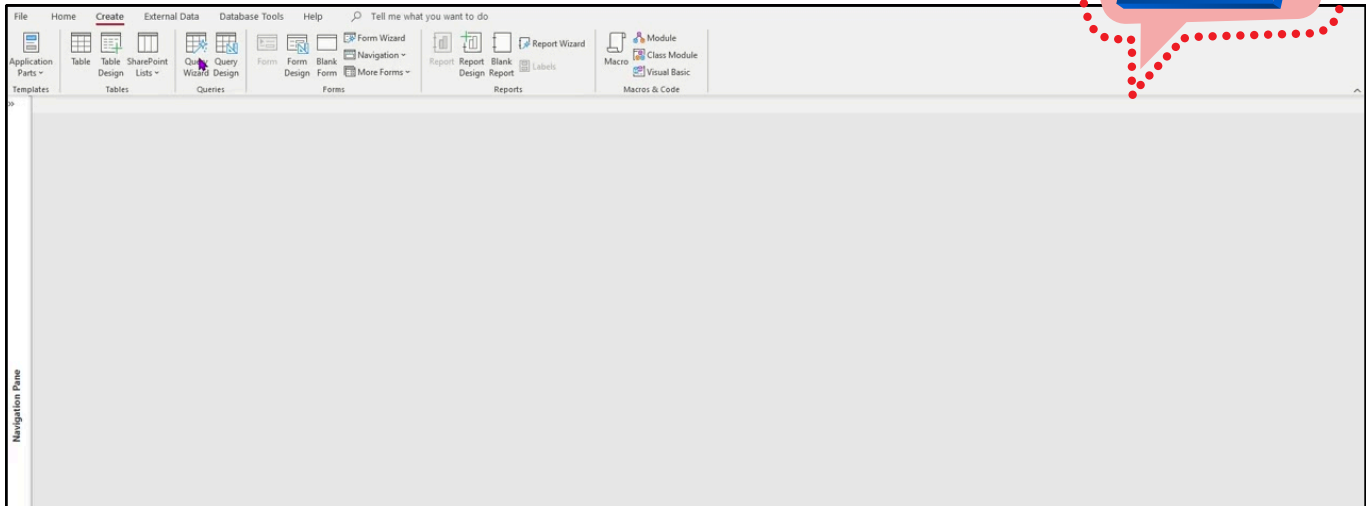 File Home Create External Data Database Tools Help Tell me what you want to do
Application Parts
Table
Table Design
SharePoint Lists
Query Wizard
Query Design
Form
Form Design
Blank Form
Form Wizard
Navigation
More Forms
Report
Report Design
Blank Report
Report Wizard
Labels
Macro
Module
Class Module
Visual Basic
Templates Tables Queries Forms Reports Macros & Code
»
Navigation Pane